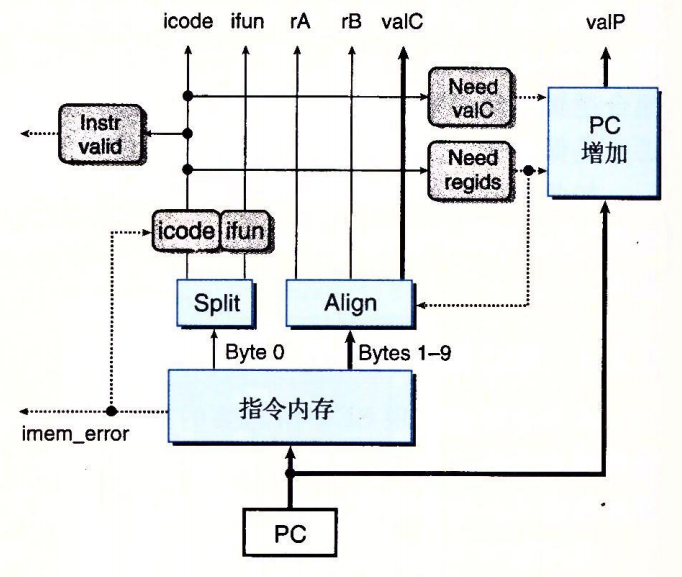 icode ifun rA rB valC valP
Need
valC
PC
增加
Instr
valid
Need
regids
icode ifun
Split
Align
Byte 0
Bytes 1–9
指令内存
imem_error
PC